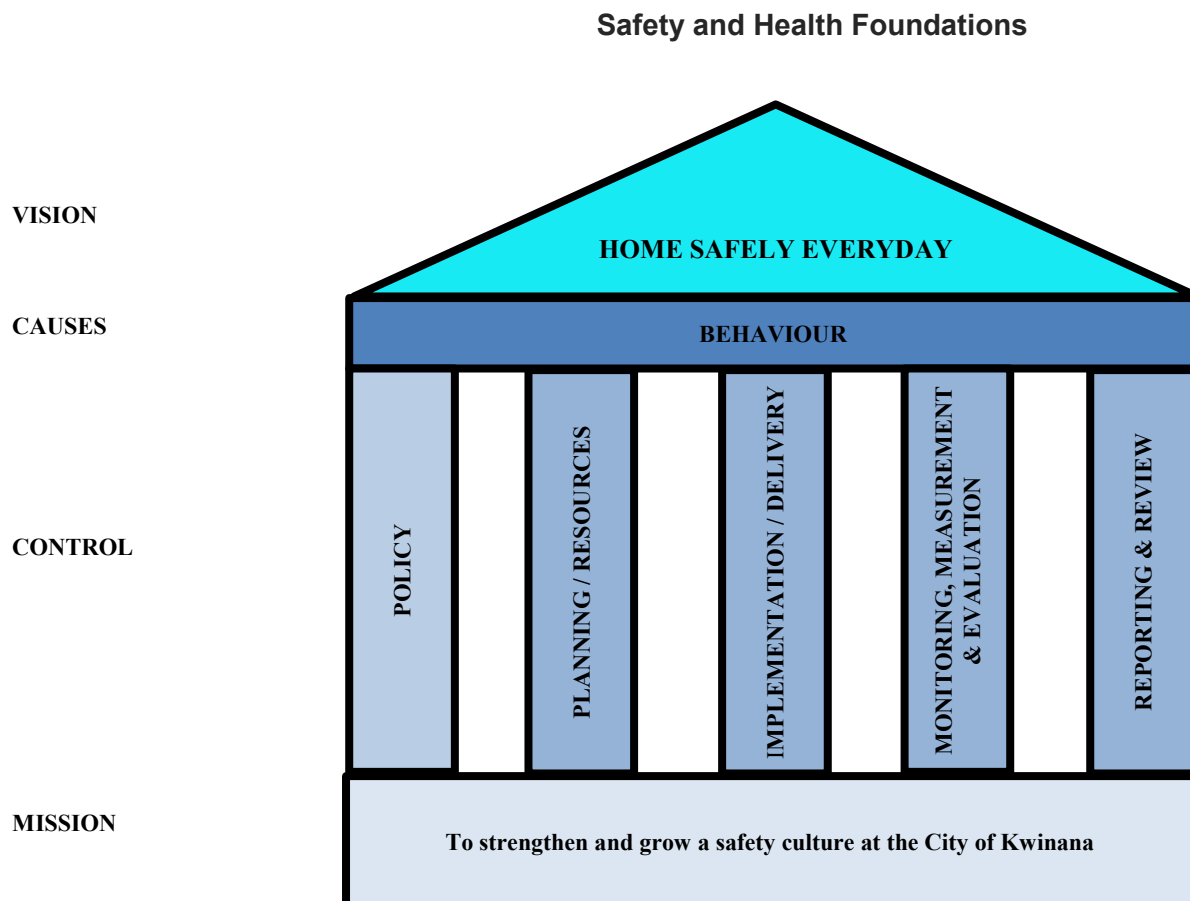 Safety and Health Foundations
VISION
HOME SAFELY EVERYDAY
CAUSES
BEHAVIOUR
CONTROL
POLICY
PLANNING / RESOURCES
IMPLEMENTATION / DELIVERY
MONITORING, MEASUREMENT
& EVALUATION
REPORTING & REVIEW
MISSION
To strengthen and grow a safety culture at the City of Kwinana